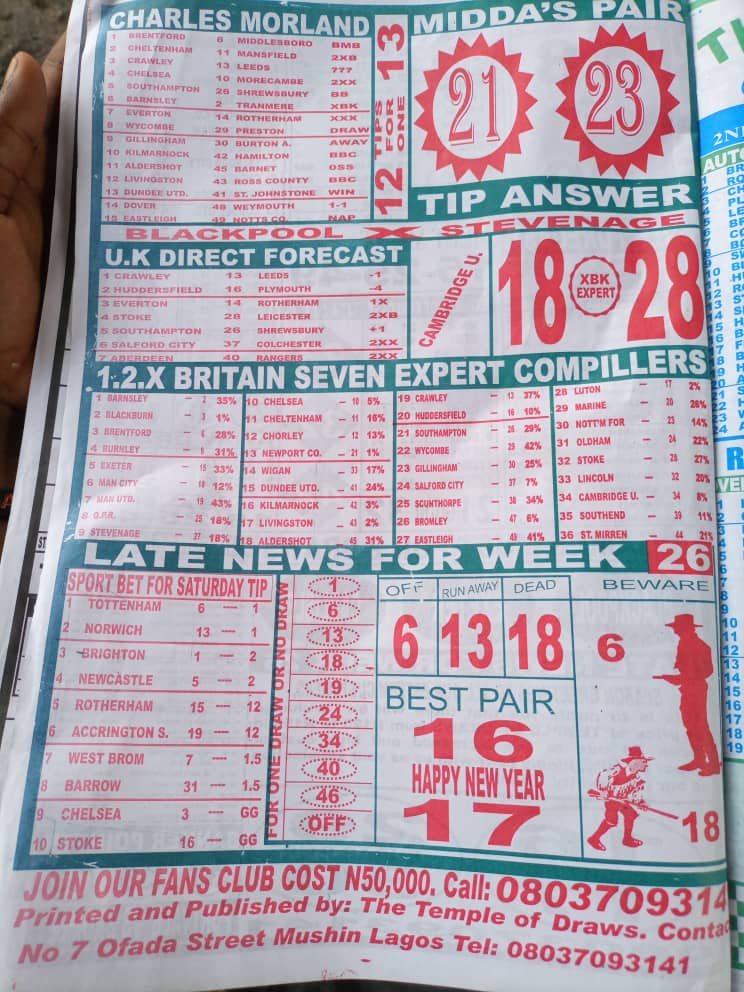 CHARLES MORLAND
1 BRENTFORD 6 MIDDLESBORO BMB
2 CHELTENHAM 11 MANSFIELD 2XB
3 CRAWLEY 13 LEEDS 777
4 CHELSEA 10 MORECAMBE 2XX
5 SOUTHAMPTON 26 SHREWSBURY BB
6 BARNSLEY 2 TRANMERE XBK
7 EVERTON 14 ROTHERHAM XXX
8 WYCOMBE 29 PRESTON DRAW
9 GILLINGHAM 30 BURTON A. AWAY
10 KILMARNOCK 42 HAMILTON BBC
11 ALDERSHOT 45 BARNET OSS
12 LIVINGSTON 43 ROSS COUNTY BBC
13 DUNDEE UTD. 41 ST. JOHNSTONE WIN
14 DOVER 48 WEYMOUTH 1-1
15 EASTLEIGH 49 NOTTS CO. NAP
12 TIPS FOR ONE 13
MIDDA'S PAIR
21 23
TIP ANSWER
BLACKPOOL X STEVENAGE
U.K DIRECT FORECAST
1 CRAWLEY 13 LEEDS -1
2 HUDDERSFIELD 16 PLYMOUTH -4
3 EVERTON 14 ROTHERHAM 1X
4 STOKE 28 LEICESTER 2XB
5 SOUTHAMPTON 26 SHREWSBURY +1
6 SALFORD CITY 37 COLCHESTER 2XX
7 ABERDEEN 40 RANGERS 2XX
CAMBRIDGE U.
18 XBK EXPERT 28
1.2.X BRITAIN SEVEN EXPERT COMPILLERS
1 BARNSLEY - 2 35%
2 BLACKBURN - 3 1%
3 BRENTFORD - 6 28%
4 BURNLEY 31%
5 EXETER - 15 33%
6 MAN CITY - 18 12%
7 MAN UTD. - 19 43%
8 Q.P.R. - 25 18%
9 STEVENAGE - 27 18%
10 CHELSEA - 10 5%
11 CHELTENHAM - 11 16%
12 CHORLEY - 12 13%
13 NEWPORT CO. - 21 1%
14 WIGAN - 33 17%
15 DUNDEE UTD. - 41 24%
16 KILMARNOCK - 42 3%
17 LIVINGSTON - 43 2%
18 ALDERSHOT - 45 31%
19 CRAWLEY - 13 37%
20 HUDDERSFIELD - 16 10%
21 SOUTHAMPTON - 26 29%
22 WYCOMBE - 29 42%
23 GILLINGHAM - 30 25%
24 SALFORD CITY - 37 7%
25 SCUNTHORPE - 38 34%
26 BROMLEY - 47 6%
27 EASTLEIGH - 49 41%
28 LUTON - 17 2%
29 MARINE - 20 26%
30 NOTT'M FOR - 23 14%
31 OLDHAM - 24 22%
32 STOKE - 28 27%
33 LINCOLN - 32 20%
34 CAMBRIDGE U. - 34 8%
35 SOUTHEND - 39 11%
36 ST. MIRREN - 44 21%
LATE NEWS FOR WEEK 26
SPORT BET FOR SATURDAY TIP
1 TOTTENHAM 6 ---- 1
2 NORWICH 13 ---- 1
3 BRIGHTON 1 ---- 2
4 NEWCASTLE 5 ---- 2
5 ROTHERHAM 15 ---- 12
6 ACCRINGTON S. 19 ---- 12
7 WEST BROM 7 ---- 1.5
8 BARROW 31 ---- 1.5
9 CHELSEA 3 ---- GG
10 STOKE 16 ---- GG
FOR ONE DRAW OR NO DRAW
1
6
13
18
19
24
34
40
46
OFF
OFF RUN AWAY DEAD
6 13 18
BEST PAIR
16
HAPPY NEW YEAR
17
BEWARE
6
18
JOIN OUR FANS CLUB COST N50,000. Call: 0803709314
Printed and Published by: The Temple of Draws. Contac
No 7 Ofada Street Mushin Lagos Tel: 08037093141